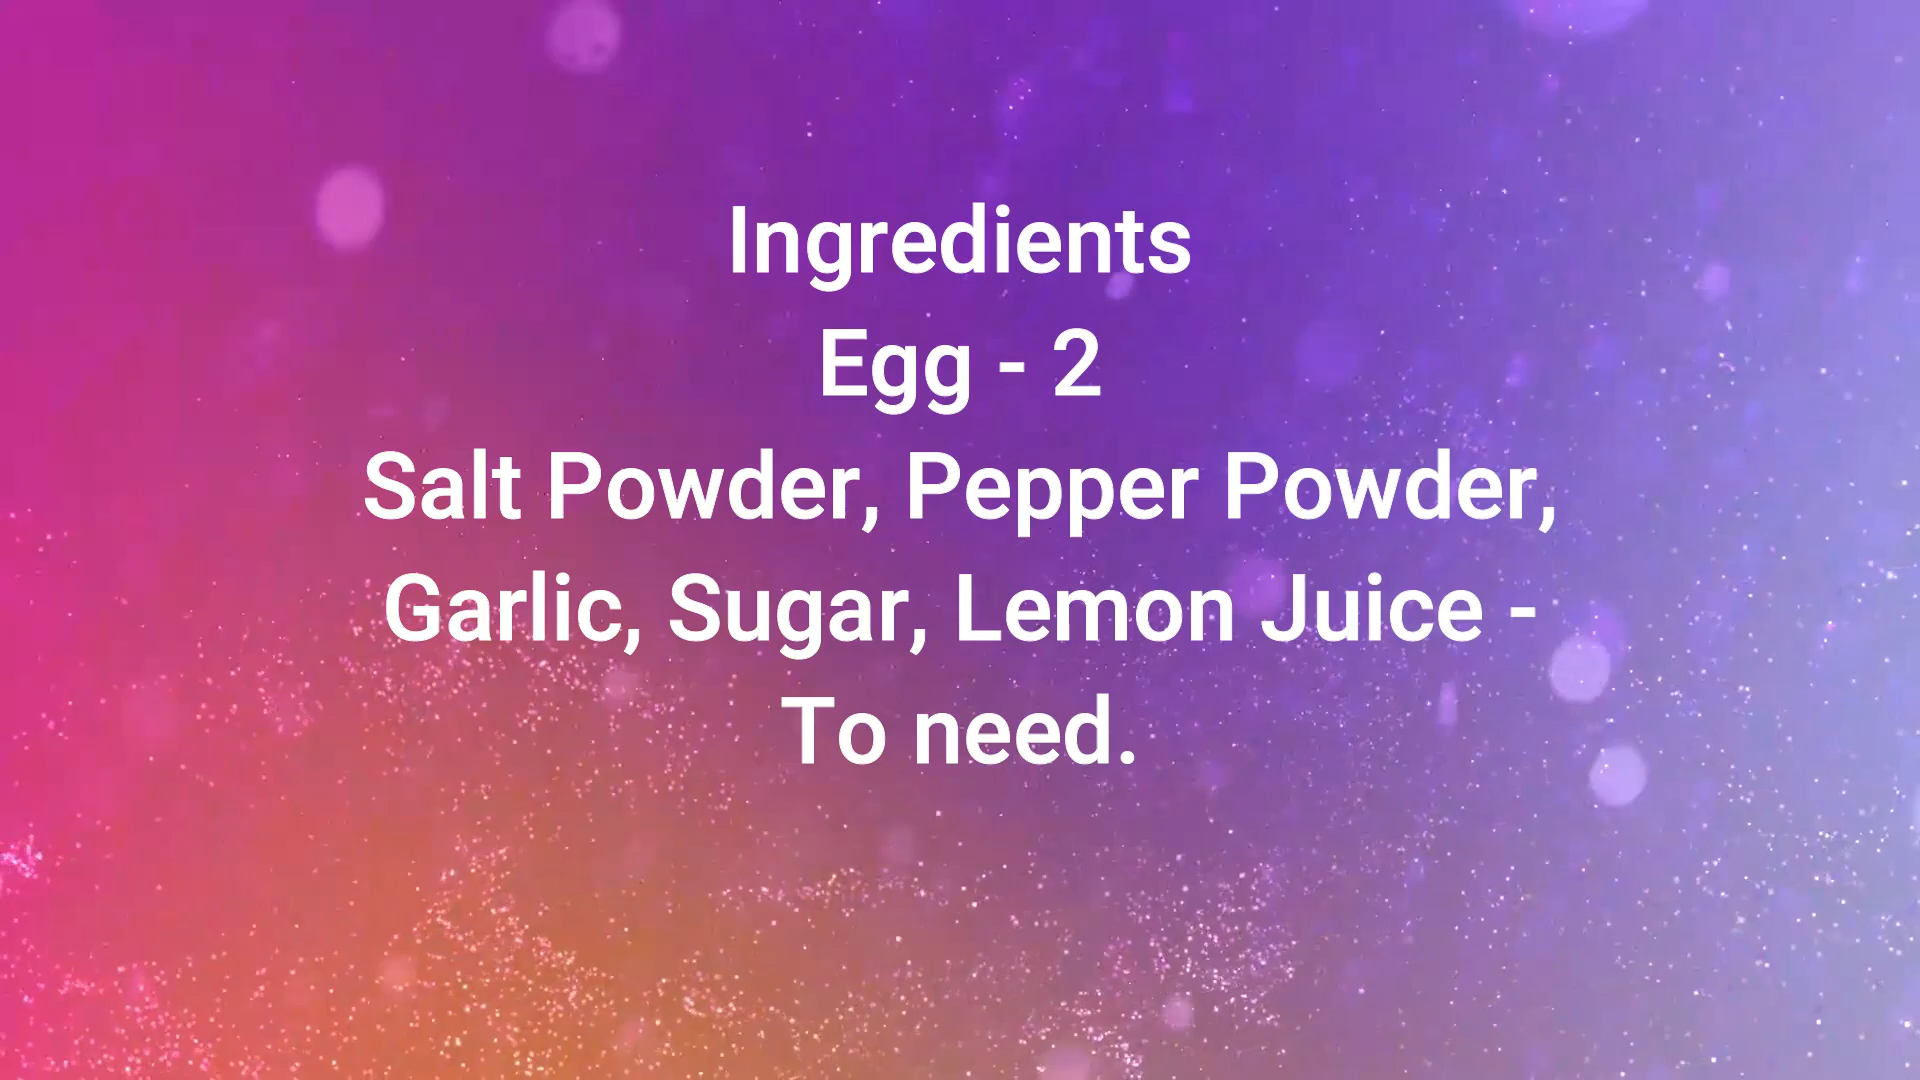 Ingredients
Egg - 2
Salt Powder, Pepper Powder,
Garlic, Sugar, Lemon Juice -
To need.